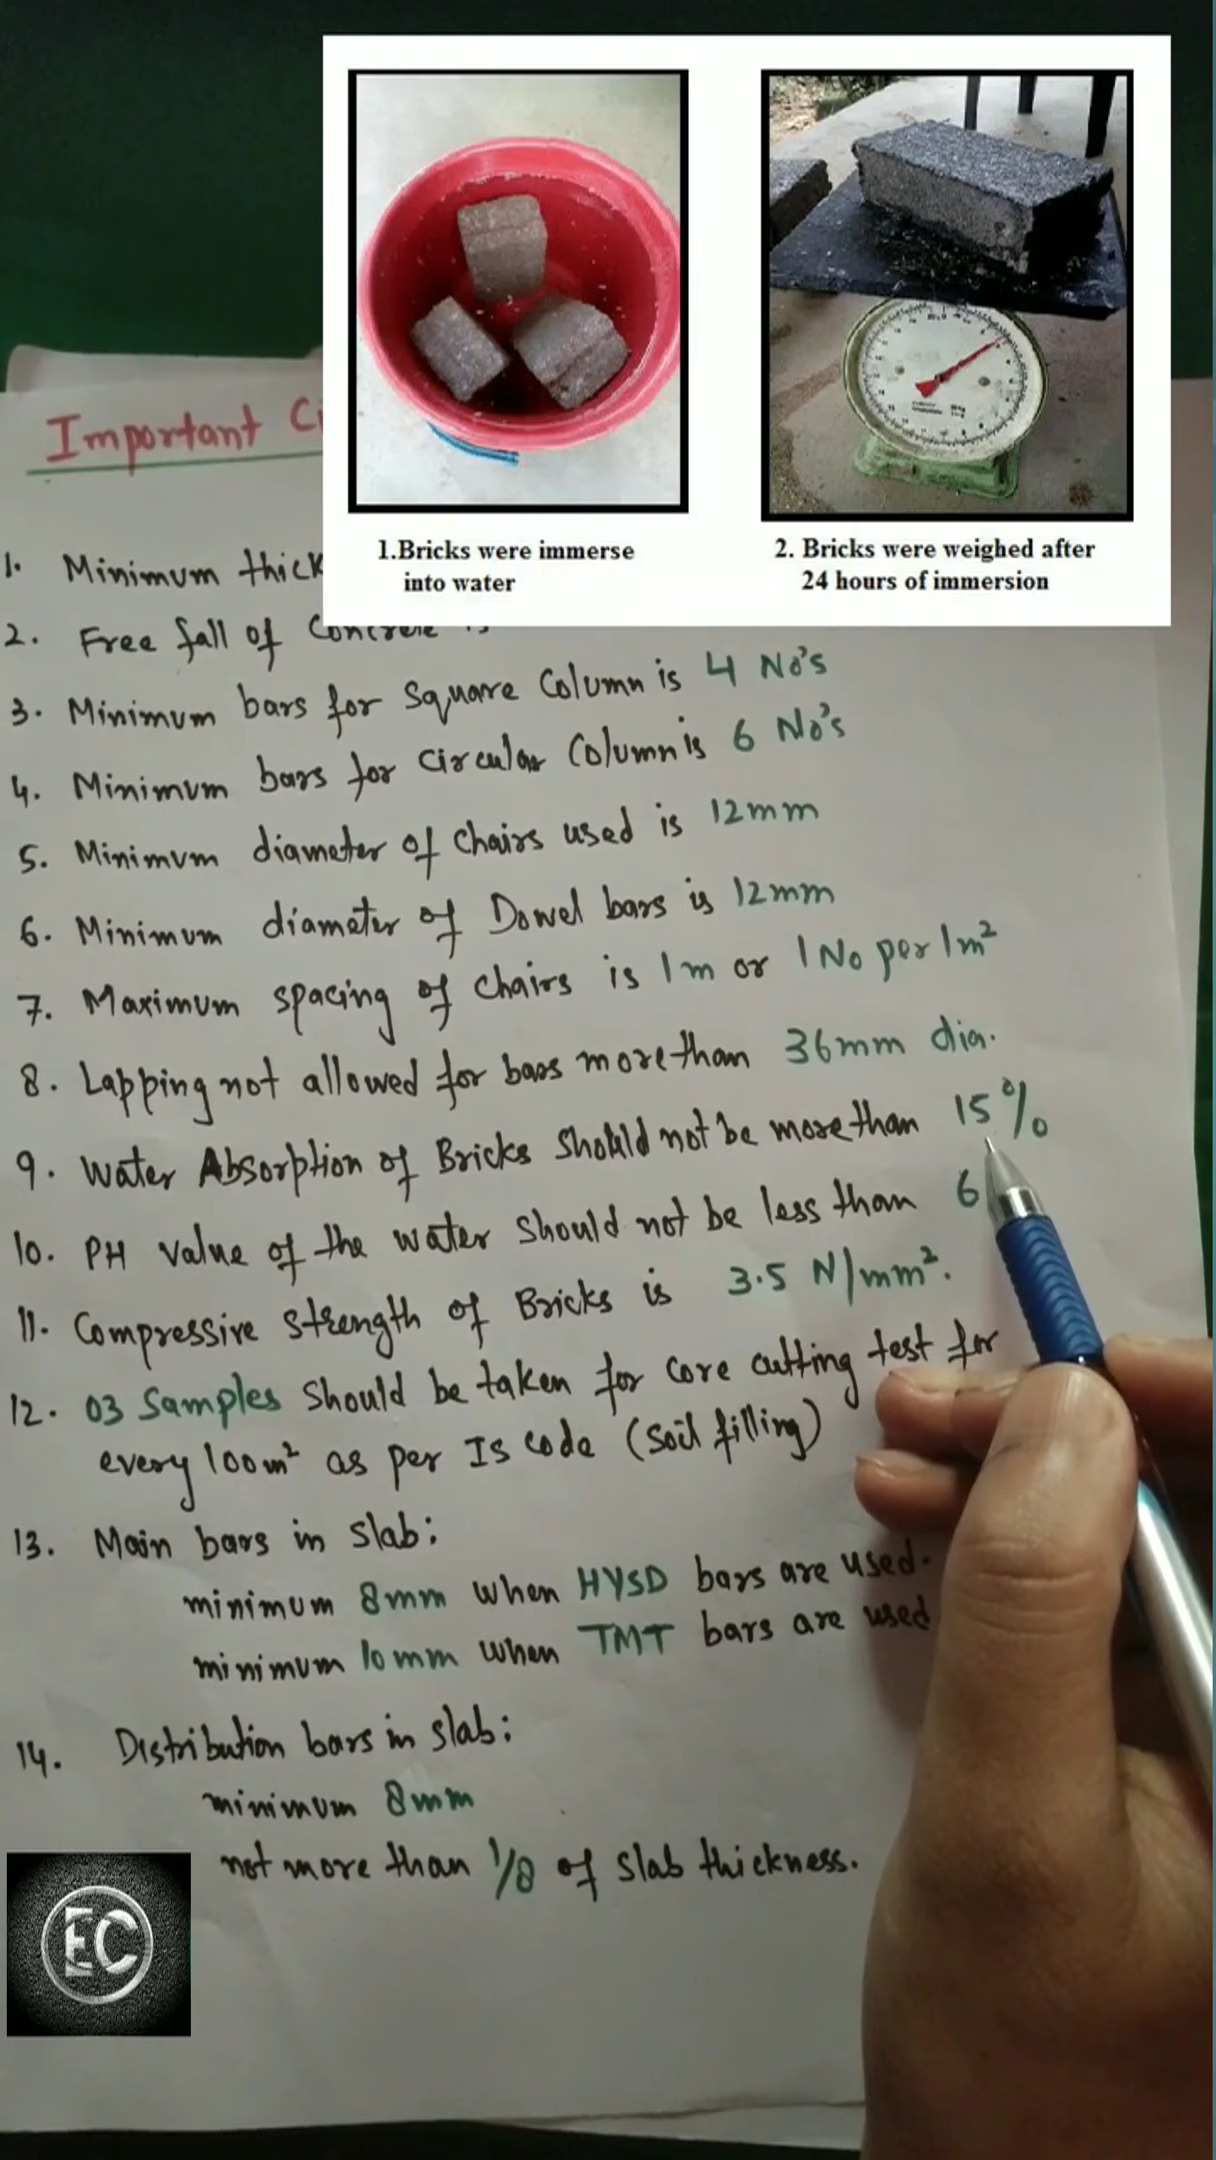 1.Bricks were immerse
into water
2. Bricks were weighed after
24 hours of immersion
Important
1. Minimum
2. Free fall of Concrete is
3. Minimum bars for Square Column is 4 No's
4. Minimum bars for Circular Column is 6 No's
5. Minimum diameter of Chairs used is 12mm
6. Minimum diameter of Dowel bars is 12mm
7. Maximum spacing of chairs is 1m or 1 No per 1m²
8. Lapping not allowed for bars more than 36mm dia.
9. Water Absorption of Bricks should not be more than 15%
10. PH value of the water should not be less than 6
11. Compressive strength of Bricks is 3.5 N/mm².
12. 03 Samples should be taken for core cutting test for
every 100m² as per Is code (soil filling)
13. Main bars in slab:
minimum 8mm when HYSD bars are used.
minimum 10mm when TMT bars are used
14. Distribution bars in slab:
minimum 8mm
not more than 1/8 of slab thickness.
EC